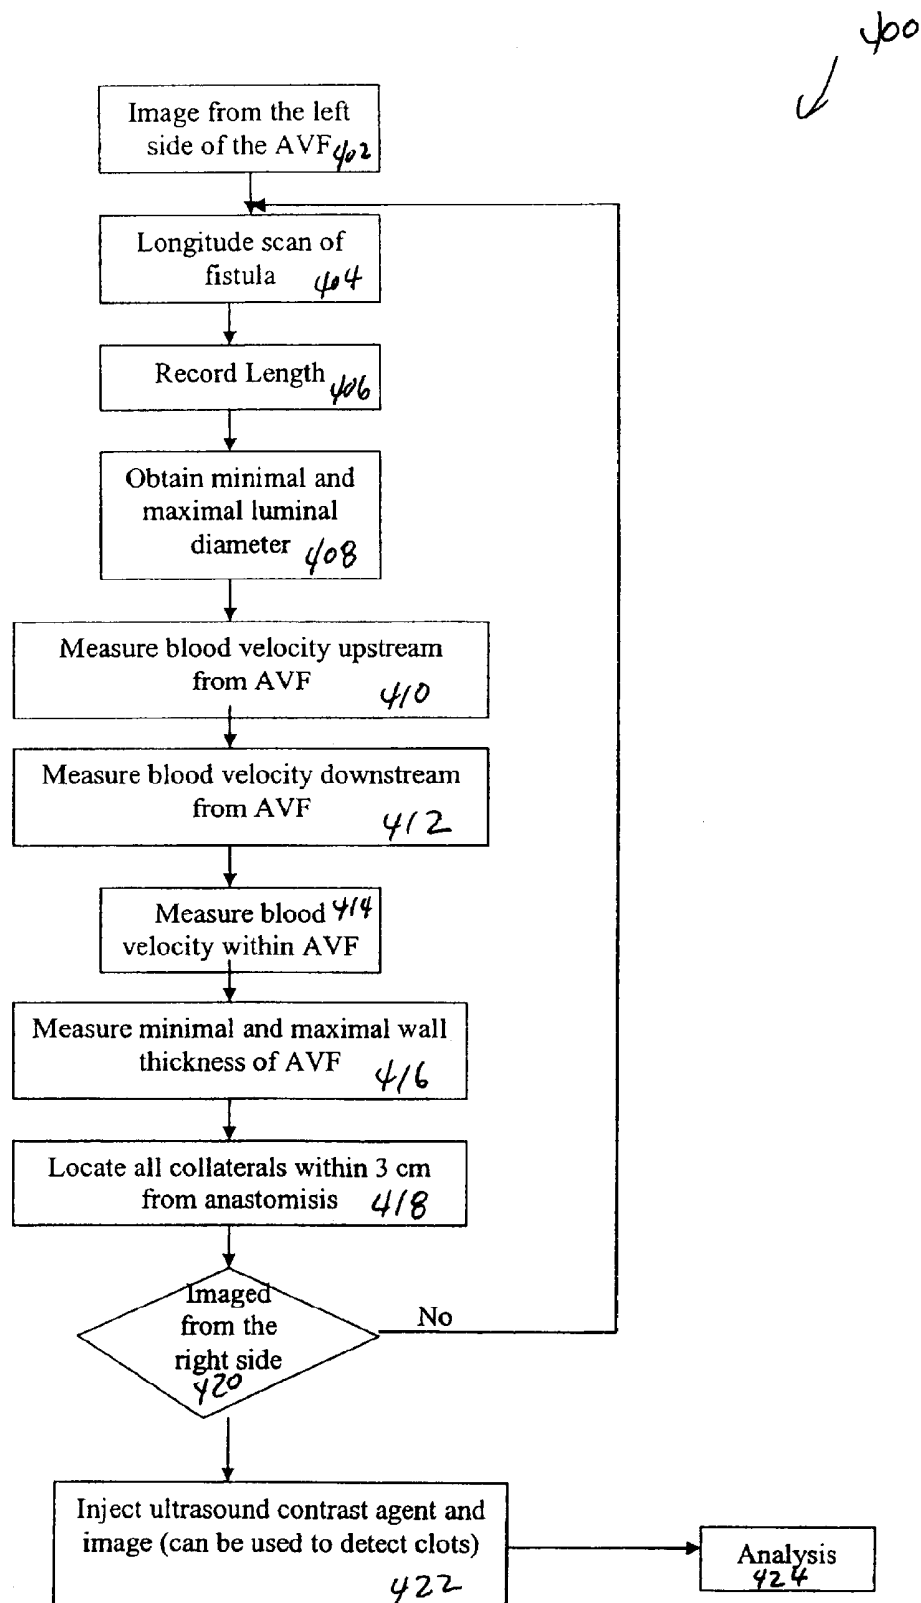 400
Image from the left
side of the AVF 402
Longitude scan of
fistula 404
Record Length 406
Obtain minimal and
maximal luminal
diameter 408
Measure blood velocity upstream
from AVF 410
Measure blood velocity downstream
from AVF 412
Measure blood 414
velocity within AVF
Measure minimal and maximal wall
thickness of AVF 416
Locate all collaterals within 3 cm
from anastomisis 418
Imaged
from the
right side
420
No
Inject ultrasound contrast agent and
image (can be used to detect clots)
422
Analysis
424